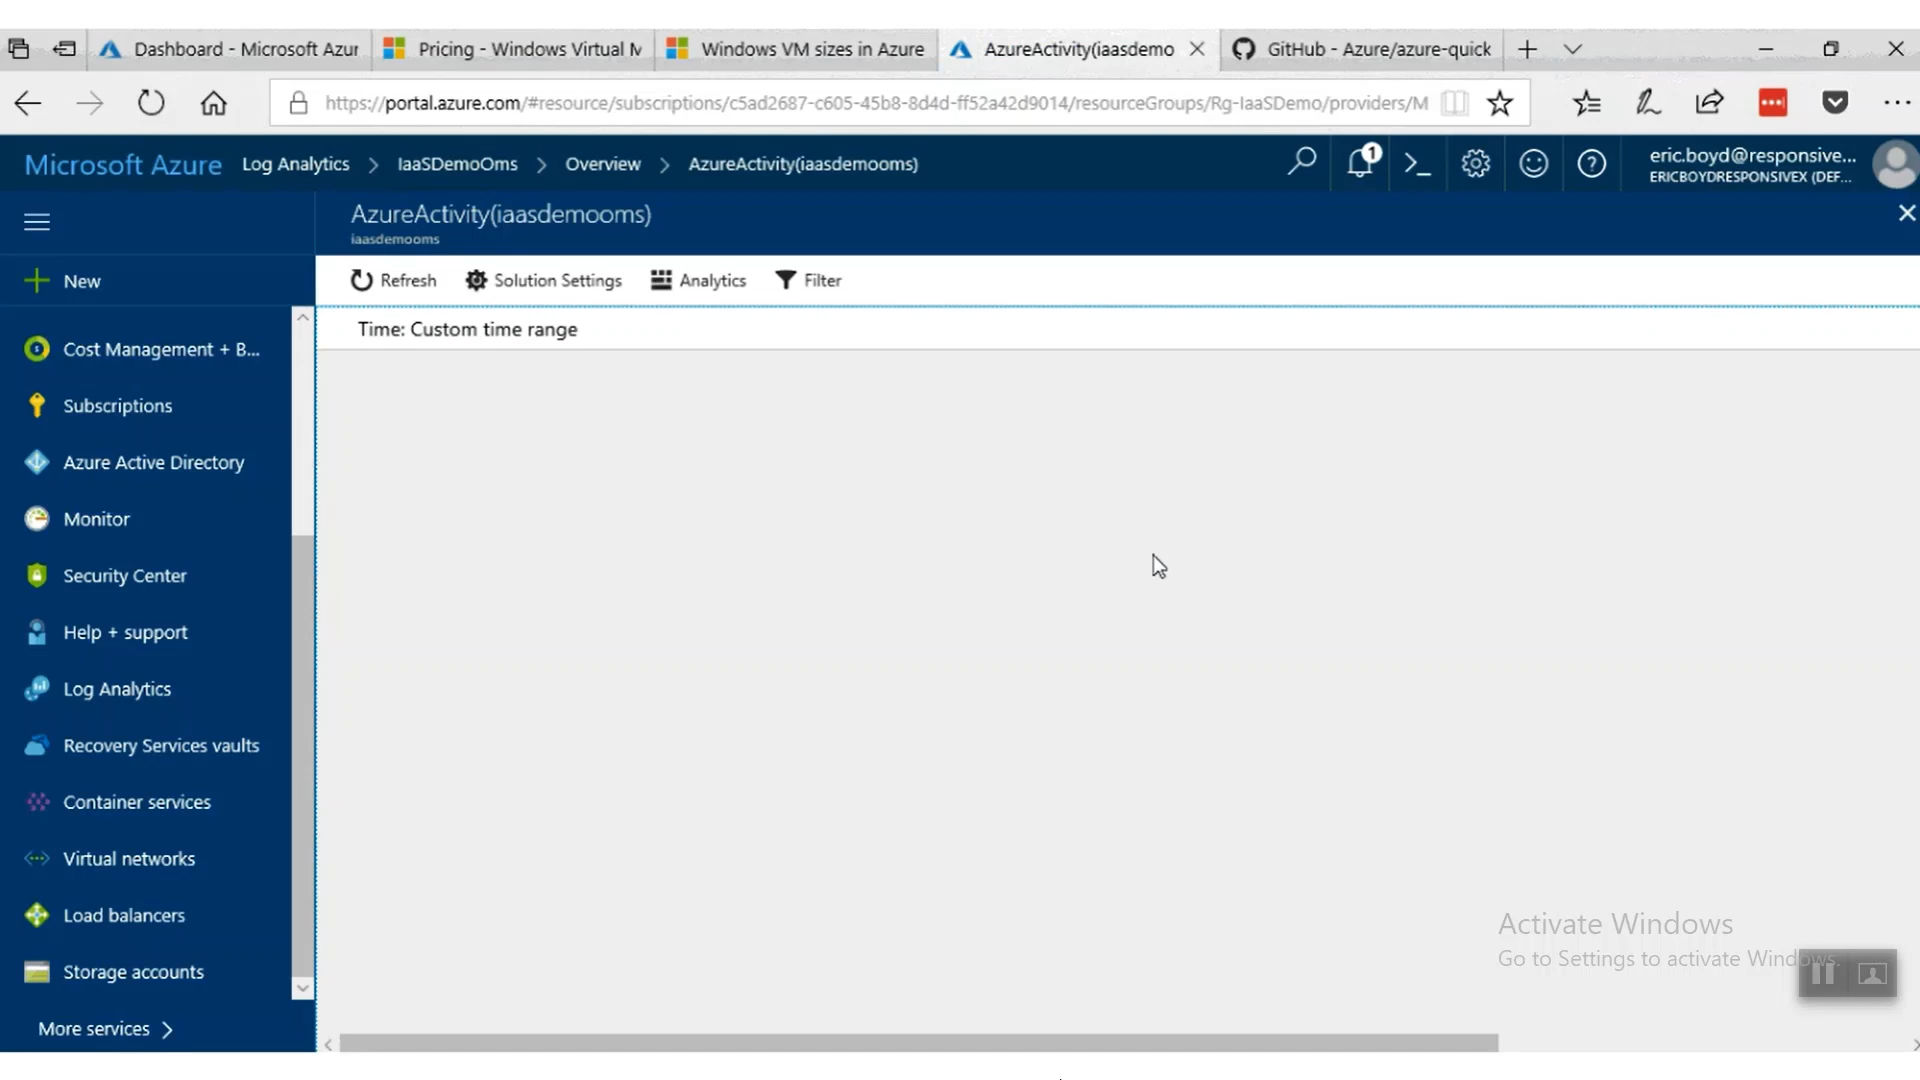 Dashboard - Microsoft Azur
Pricing - Windows Virtual M
Windows VM sizes in Azure
AzureActivity(iaasdemo
GitHub - Azure/azure-quick
https://portal.azure.com/#resource/subscriptions/c5ad2687-c605-45b8-8d4d-ff52a42d9014/resourceGroups/Rg-IaaSDemo/providers/M
Microsoft Azure
Log Analytics > IaaSDemoOms > Overview > AzureActivity(iaasdemooms)
1
eric.boyd@responsive...
ERICBOYDRESPONSIVEX (DEF...
AzureActivity(iaasdemooms)
iaasdemooms
New
Refresh
Solution Settings
Analytics
Filter
Time: Custom time range
Cost Management + B...
Subscriptions
Azure Active Directory
Monitor
Security Center
Help + support
Log Analytics
Recovery Services vaults
Container services
Virtual networks
Load balancers
Storage accounts
More services >
Activate Windows
Go to Settings to activate Windows.